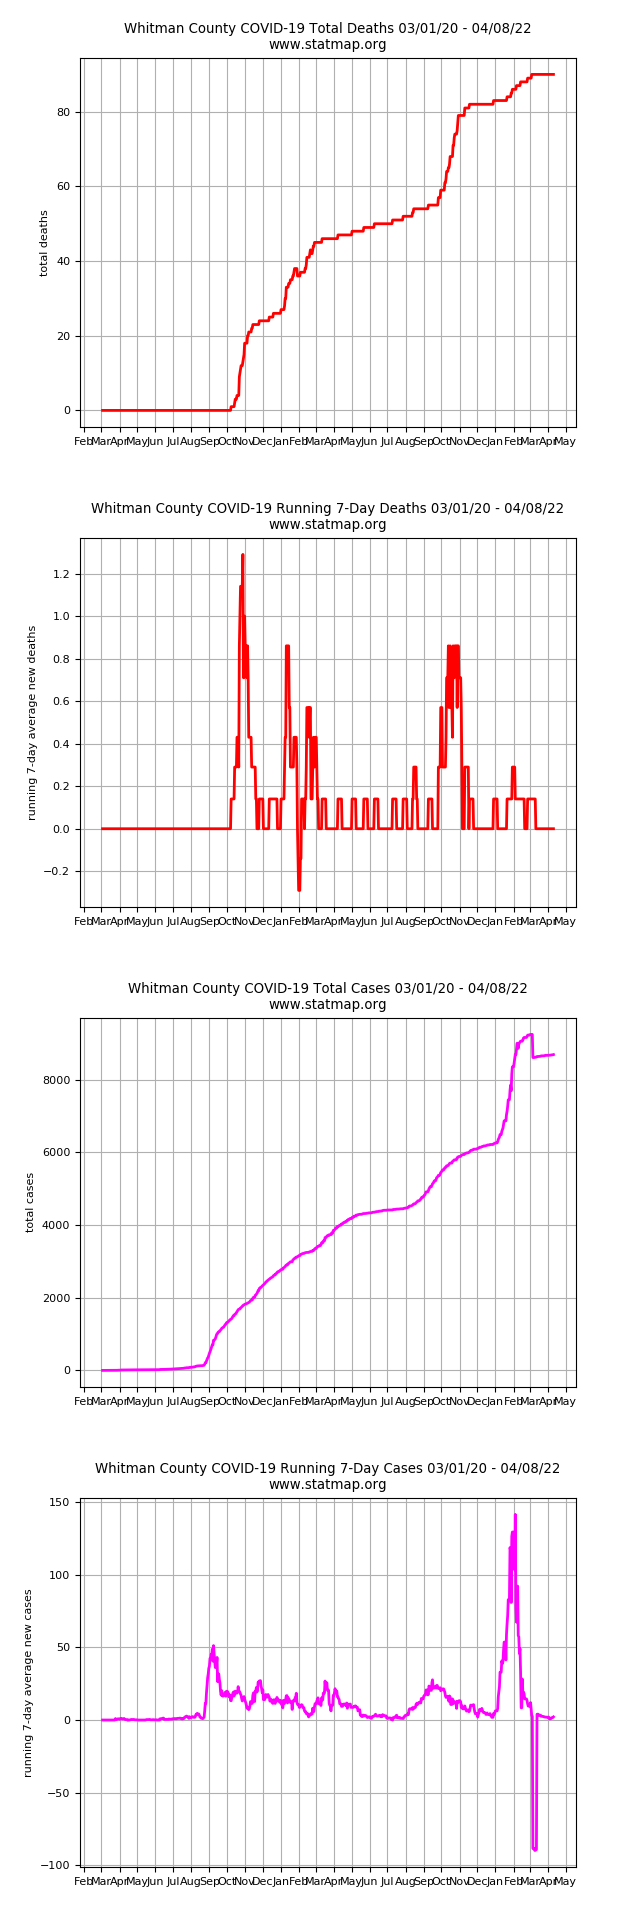 Whitman County COVID-19 Total Deaths 03/01/20 - 04/08/22
www.statmap.org
80
60
40
20
0
total deaths
Feb Mar Apr May Jun Jul Aug Sep Oct Nov Dec Jan Feb Mar Apr May Jun Jul Aug Sep Oct Nov Dec Jan Feb Mar Apr May
Whitman County COVID-19 Running 7-Day Deaths 03/01/20 - 04/08/22
www.statmap.org
1.2
1.0
0.8
0.6
0.4
0.2
0.0
−0.2
running 7-day average new deaths
Feb Mar Apr May Jun Jul Aug Sep Oct Nov Dec Jan Feb Mar Apr May Jun Jul Aug Sep Oct Nov Dec Jan Feb Mar Apr May
Whitman County COVID-19 Total Cases 03/01/20 - 04/08/22
www.statmap.org
8000
6000
4000
2000
0
total cases
Feb Mar Apr May Jun Jul Aug Sep Oct Nov Dec Jan Feb Mar Apr May Jun Jul Aug Sep Oct Nov Dec Jan Feb Mar Apr May
Whitman County COVID-19 Running 7-Day Cases 03/01/20 - 04/08/22
www.statmap.org
150
100
50
0
−50
−100
running 7-day average new cases
Feb Mar Apr May Jun Jul Aug Sep Oct Nov Dec Jan Feb Mar Apr May Jun Jul Aug Sep Oct Nov Dec Jan Feb Mar Apr May